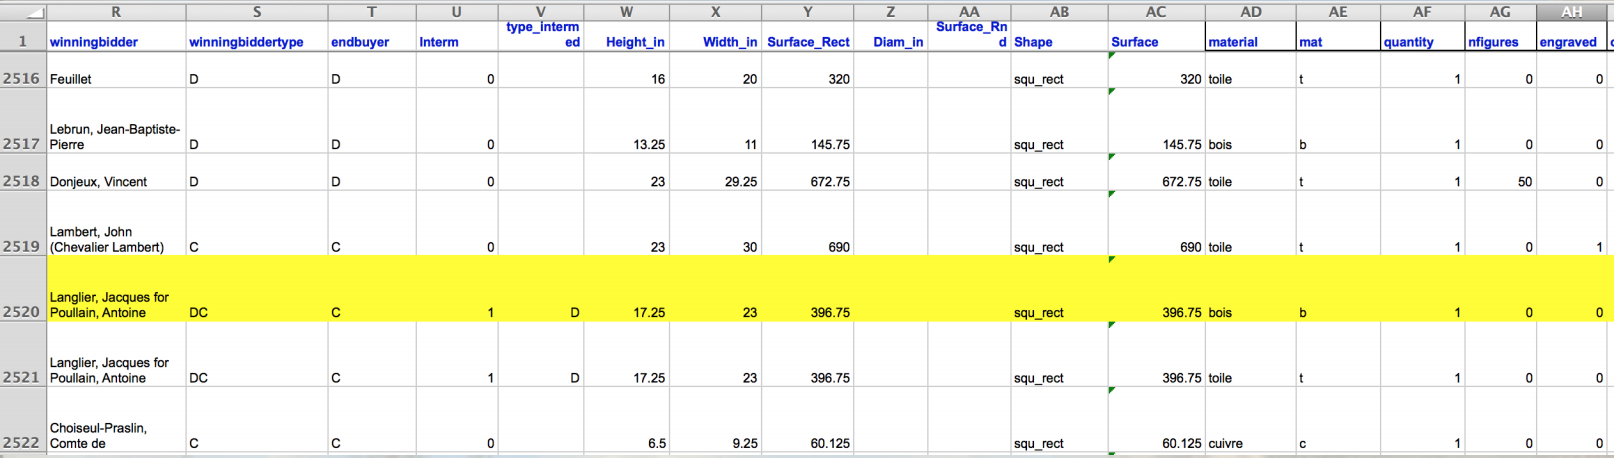 R S T U V W X Y Z AA AB AC AD AE AF AG AH
1 winningbidder winningbiddertype endbuyer Interm type_intermed Height_in Width_in Surface_Rect Diam_in Surface_Rnd Shape Surface material mat quantity nfigures engraved
2516 Feuillet D D 0 16 20 320 squ_rect 320 toile t 1 0 0
Lebrun, Jean-Baptiste-
2517 Pierre D D 0 13.25 11 145.75 squ_rect 145.75 bois b 1 0 0
2518 Donjeux, Vincent D D 0 23 29.25 672.75 squ_rect 672.75 toile t 1 50 0
Lambert, John
2519 (Chevalier Lambert) C C 0 23 30 690 squ_rect 690 toile t 1 0 1
Langlier, Jacques for
2520 Poullain, Antoine DC C 1 D 17.25 23 396.75 squ_rect 396.75 bois b 1 0 0
Langlier, Jacques for
2521 Poullain, Antoine DC C 1 D 17.25 23 396.75 squ_rect 396.75 toile t 1 0 0
Choiseul-Praslin,
2522 Comte de C C 0 6.5 9.25 60.125 squ_rect 60.125 cuivre c 1 0 0